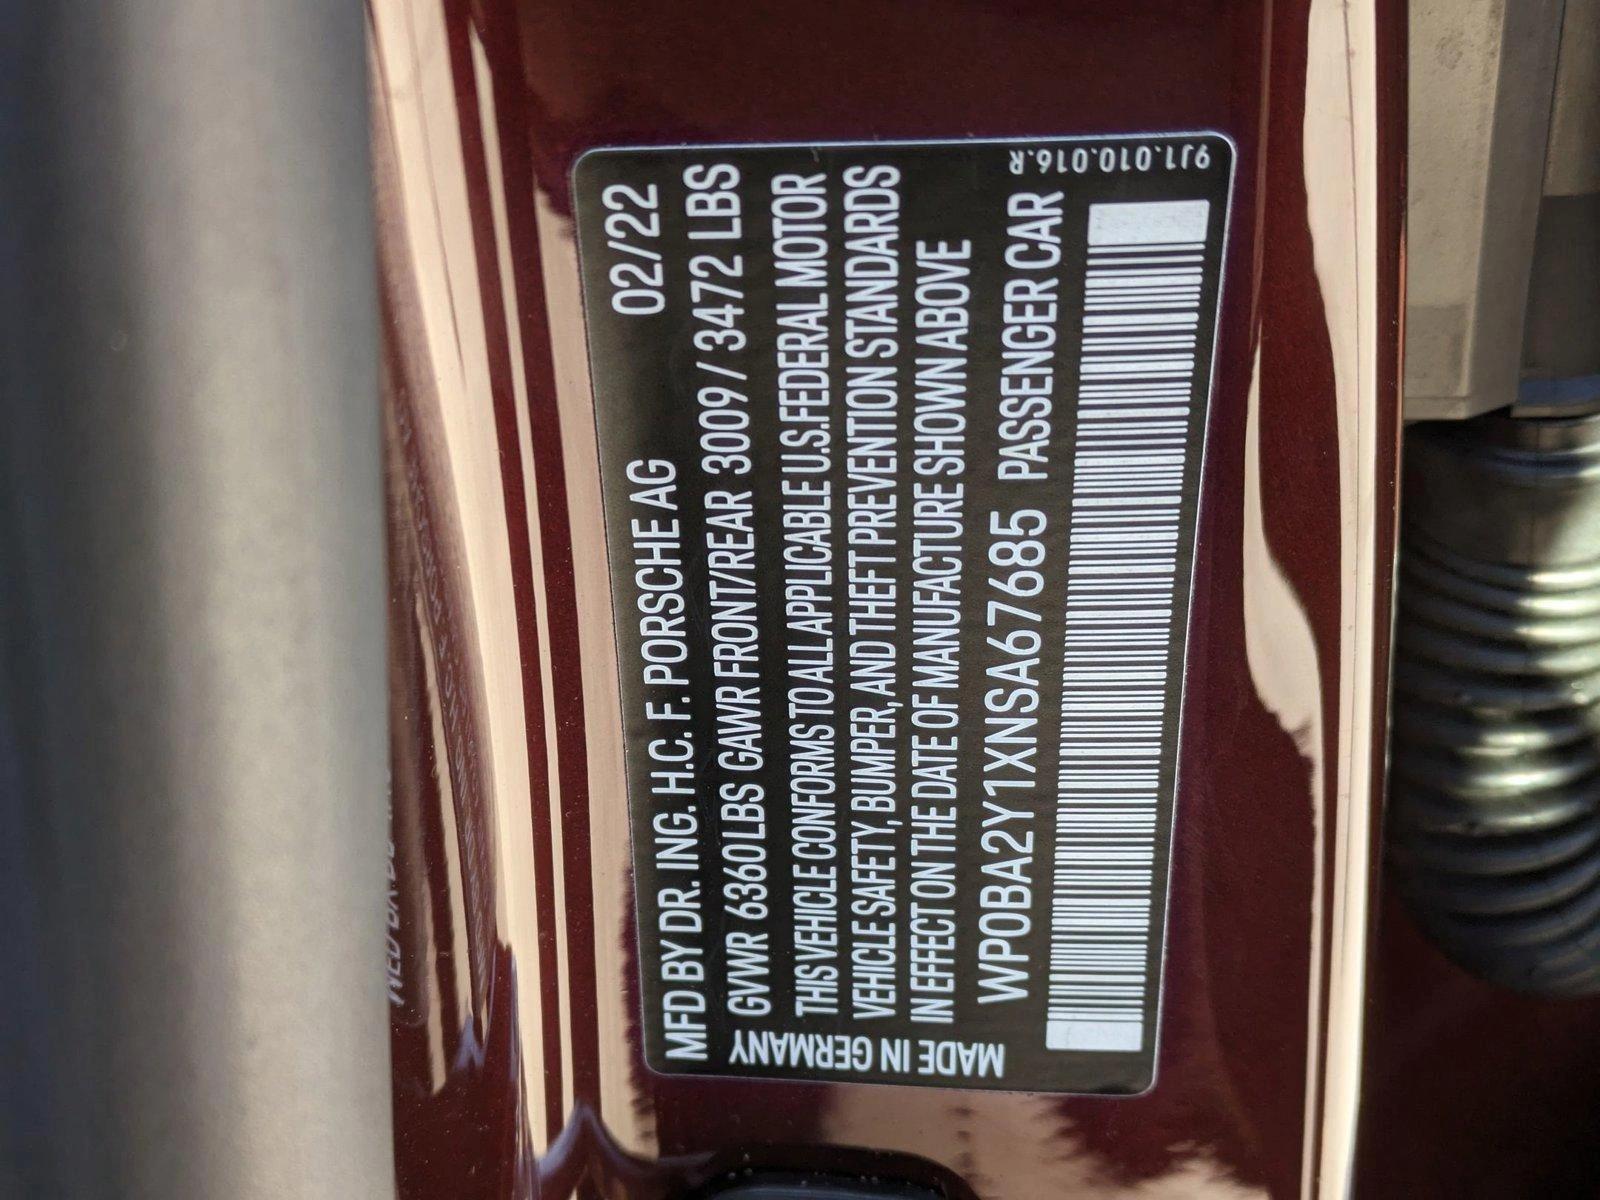 MFD BY DR. ING. H.C. F. PORSCHE AG 02/22
GVWR 6360 LBS GAWR FRONT/REAR 3009 / 3472 LBS
THIS VEHICLE CONFORMS TO ALL APPLICABLE U.S. FEDERAL MOTOR
VEHICLE SAFETY, BUMPER, AND THEFT PREVENTION STANDARDS
IN EFFECT ON THE DATE OF MANUFACTURE SHOWN ABOVE
WP0BA2Y1XNSA67685 PASSENGER CAR
MADE IN GERMANY
9J1.010.016.R